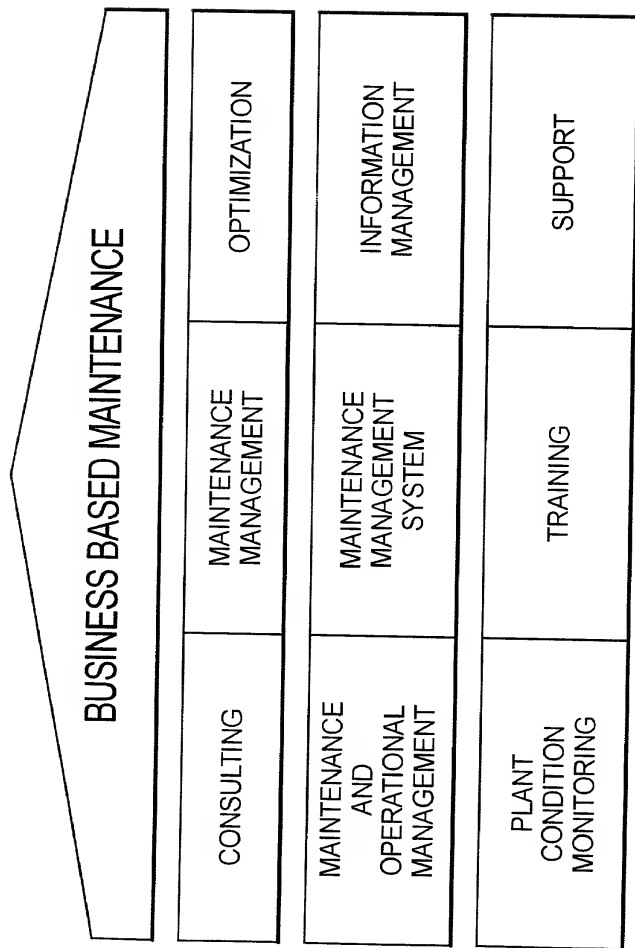 BUSINESS BASED MAINTENANCE
CONSULTING
MAINTENANCE
MANAGEMENT
OPTIMIZATION
MAINTENANCE
AND
OPERATIONAL
MANAGEMENT
MAINTENANCE
MANAGEMENT
SYSTEM
INFORMATION
MANAGEMENT
PLANT
CONDITION
MONITORING
TRAINING
SUPPORT